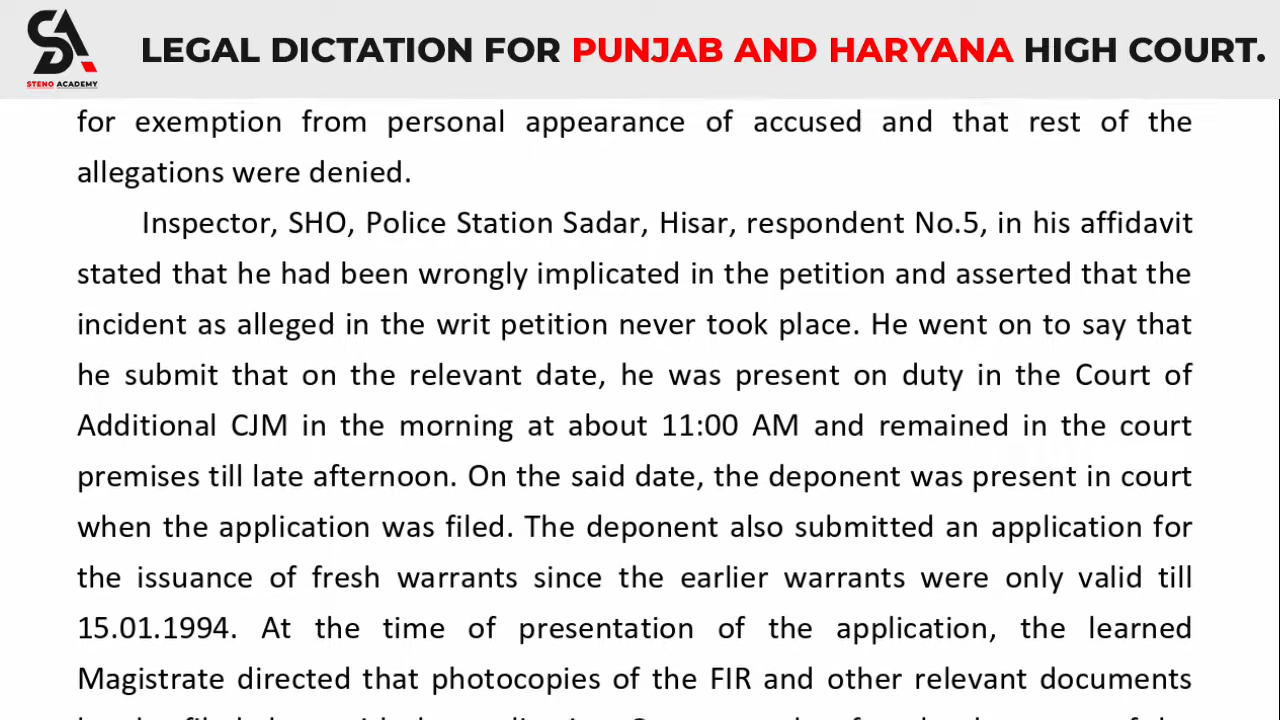 SA
STENO ACADEMY
LEGAL DICTATION FOR PUNJAB AND HARYANA HIGH COURT.
for exemption from personal appearance of accused and that rest of the
allegations were denied.
Inspector, SHO, Police Station Sadar, Hisar, respondent No.5, in his affidavit
stated that he had been wrongly implicated in the petition and asserted that the
incident as alleged in the writ petition never took place. He went on to say that
he submit that on the relevant date, he was present on duty in the Court of
Additional CJM in the morning at about 11:00 AM and remained in the court
premises till late afternoon. On the said date, the deponent was present in court
when the application was filed. The deponent also submitted an application for
the issuance of fresh warrants since the earlier warrants were only valid till
15.01.1994. At the time of presentation of the application, the learned
Magistrate directed that photocopies of the FIR and other relevant documents